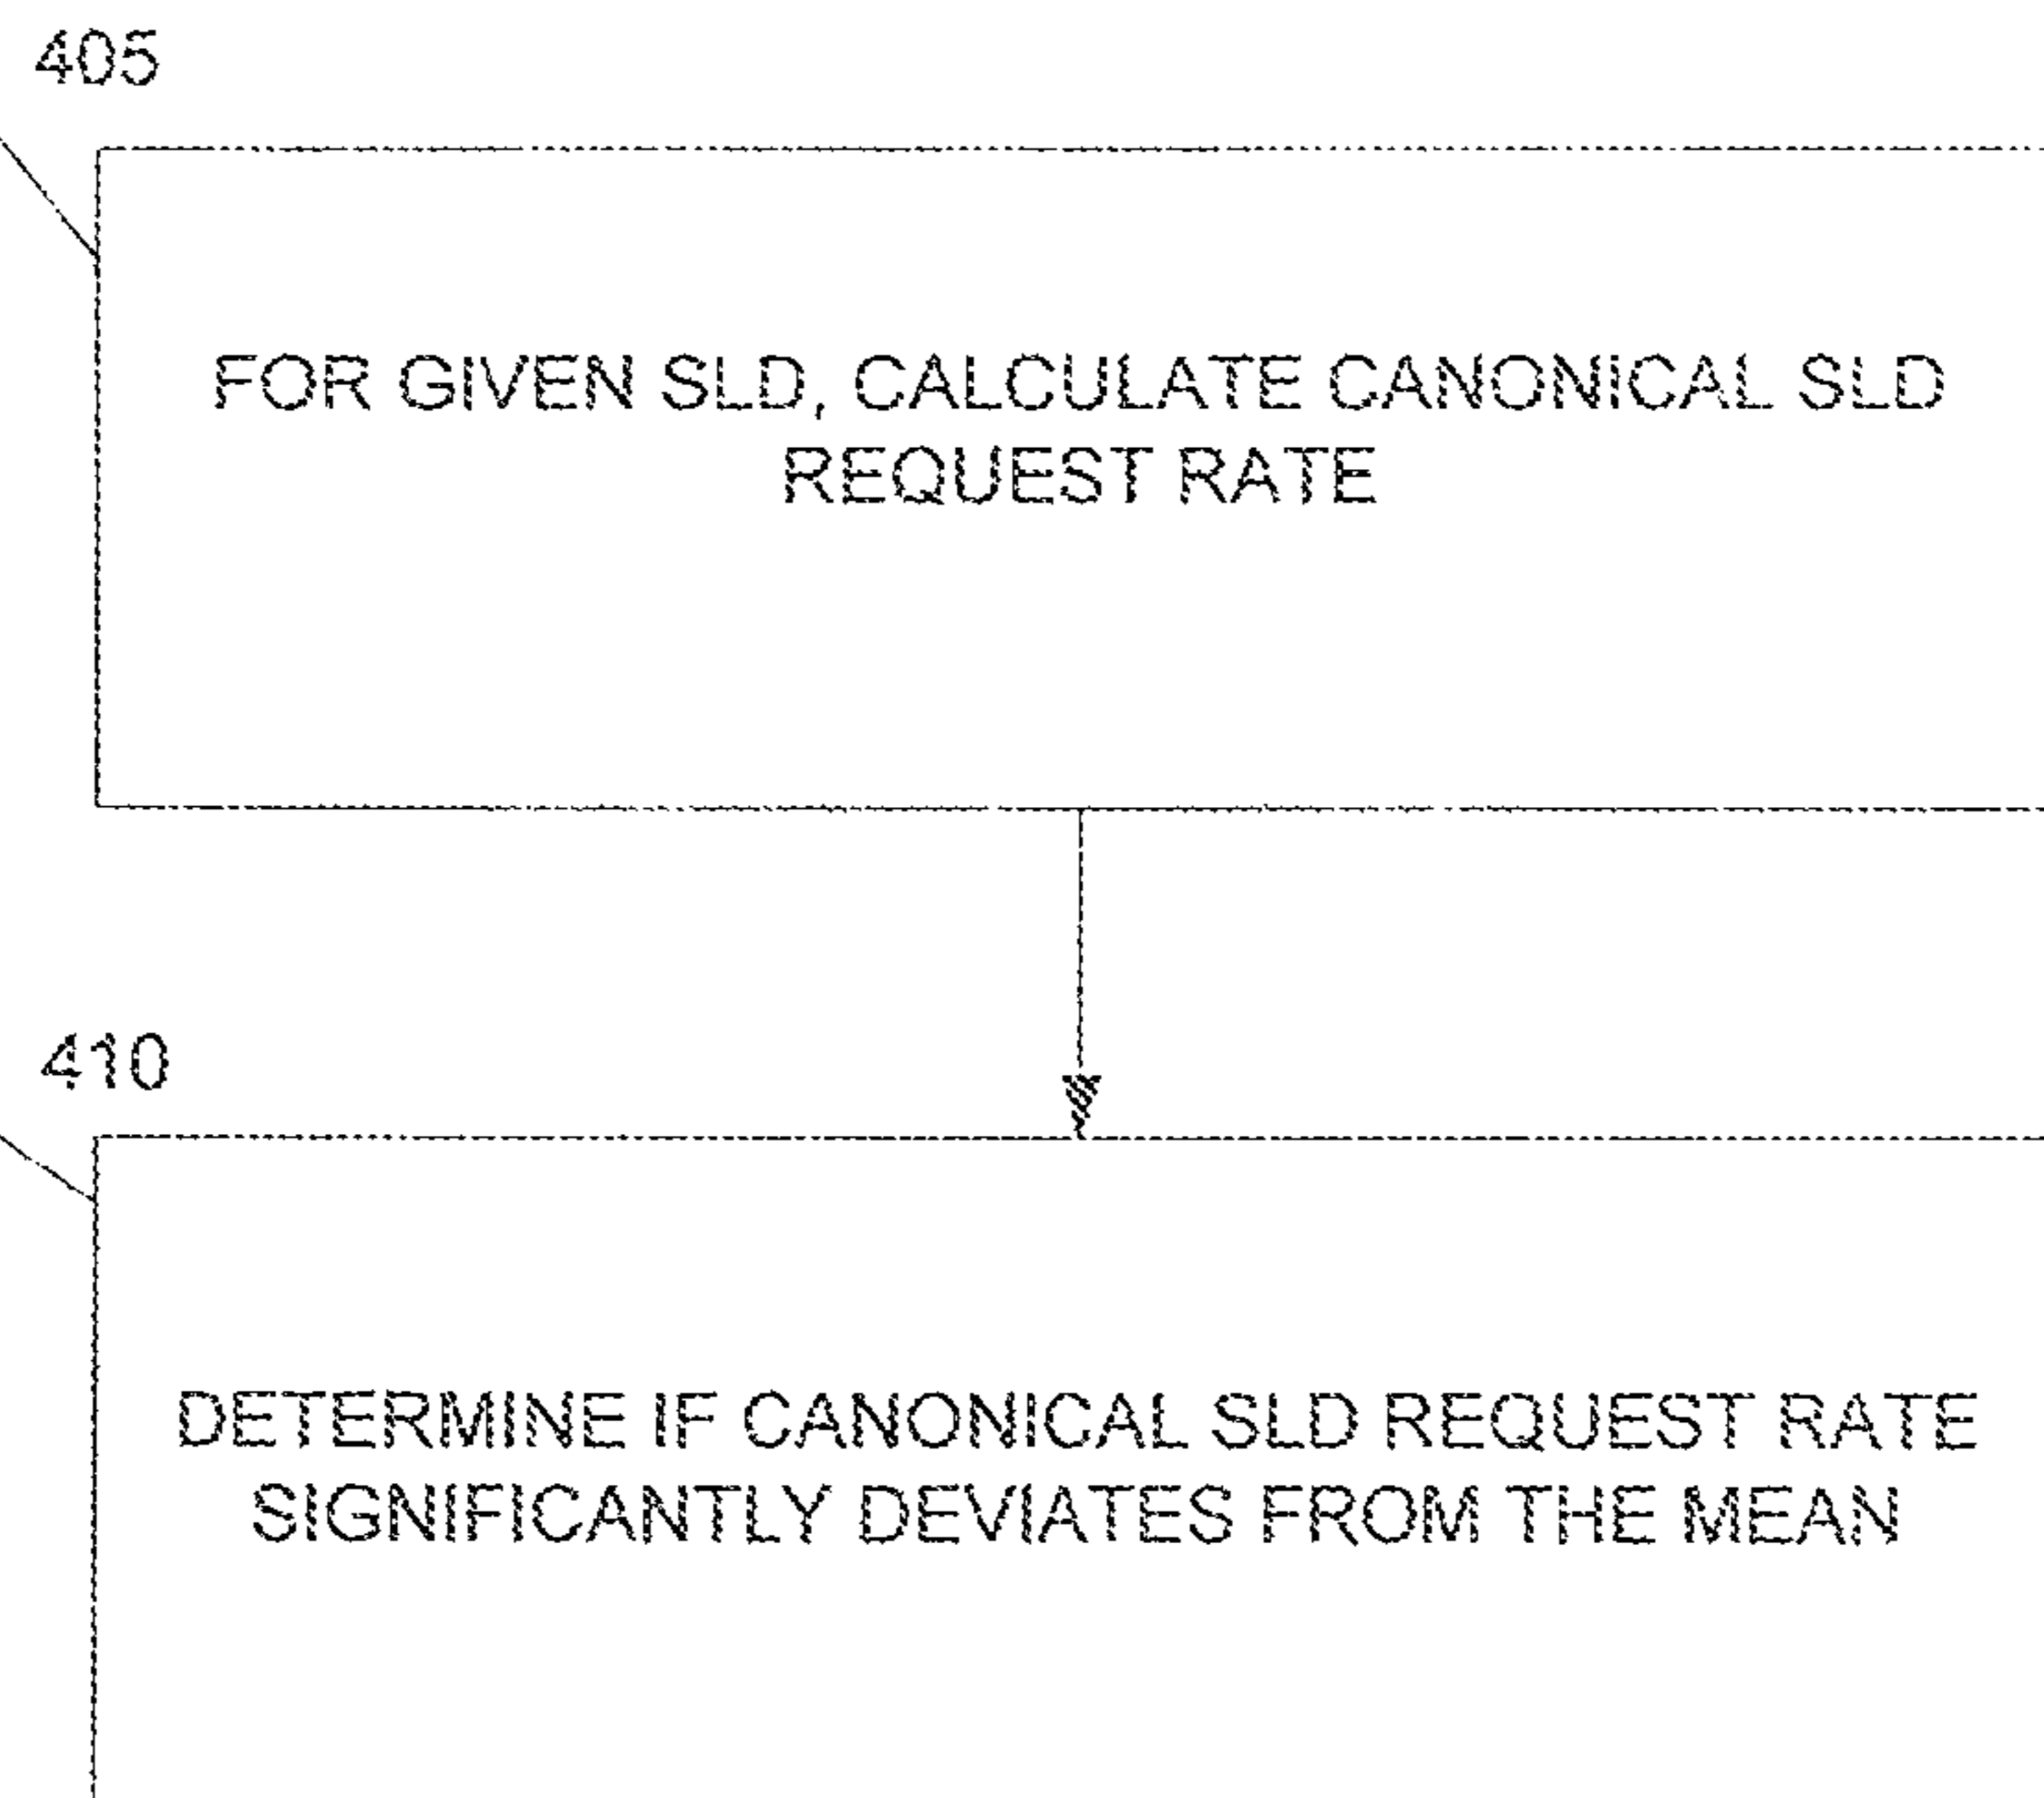 405
FOR GIVEN SLD, CALCULATE CANONICAL SLD
REQUEST RATE
410
DETERMINE IF CANONICAL SLD REQUEST RATE
SIGNIFICANTLY DEVIATES FROM THE MEAN